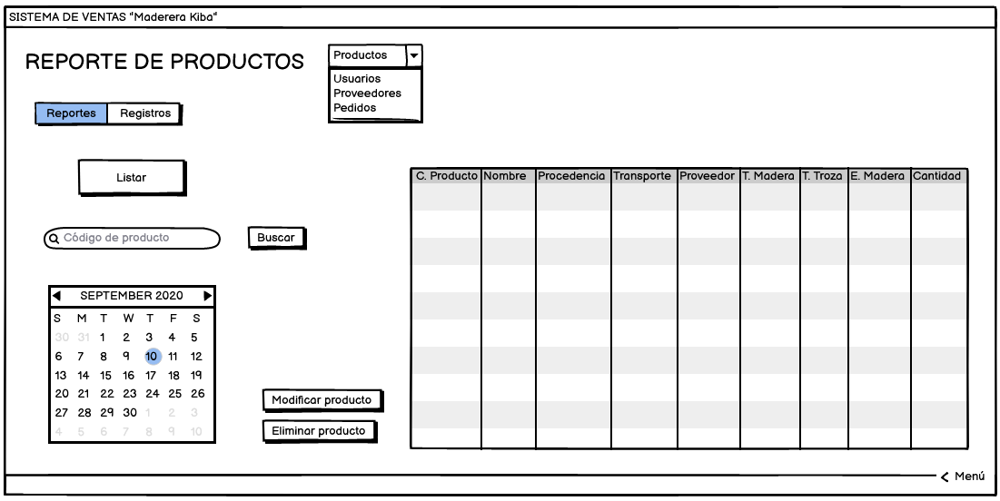 SISTEMA DE VENTAS "Maderera Kiba"
REPORTE DE PRODUCTOS
Productos
Usuarios
Proveedores
Pedidos
Reportes Registros
Listar
Código de producto
Buscar
SEPTEMBER 2020
S M T W T F S
30 31 1 2 3 4 5
6 7 8 9 10 11 12
13 14 15 16 17 18 19
20 21 22 23 24 25 26
27 28 29 30 1 2 3
4 5 6 7 8 9 10
Modificar producto
Eliminar producto
C. Producto Nombre Procedencia Transporte Proveedor T. Madera T. Troza E. Madera Cantidad
< Menú